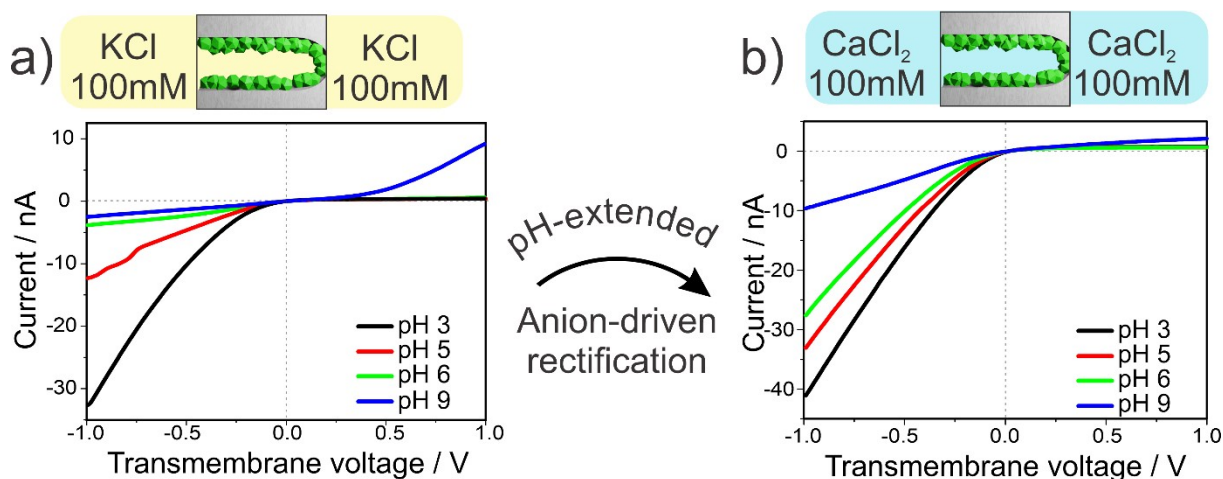 a)
KCl
100mM
KCl
100mM
Current / nA
10
0
-10
-20
-30
pH 3
pH 5
pH 6
pH 9
-1.0
-0.5
0.0
0.5
1.0
Transmembrane voltage / V
pH-extended
Anion-driven
rectification
b)
CaCl₂
100mM
CaCl₂
100mM
Current / nA
0
-10
-20
-30
-40
pH 3
pH 5
pH 6
pH 9
-1.0
-0.5
0.0
0.5
1.0
Transmembrane voltage / V